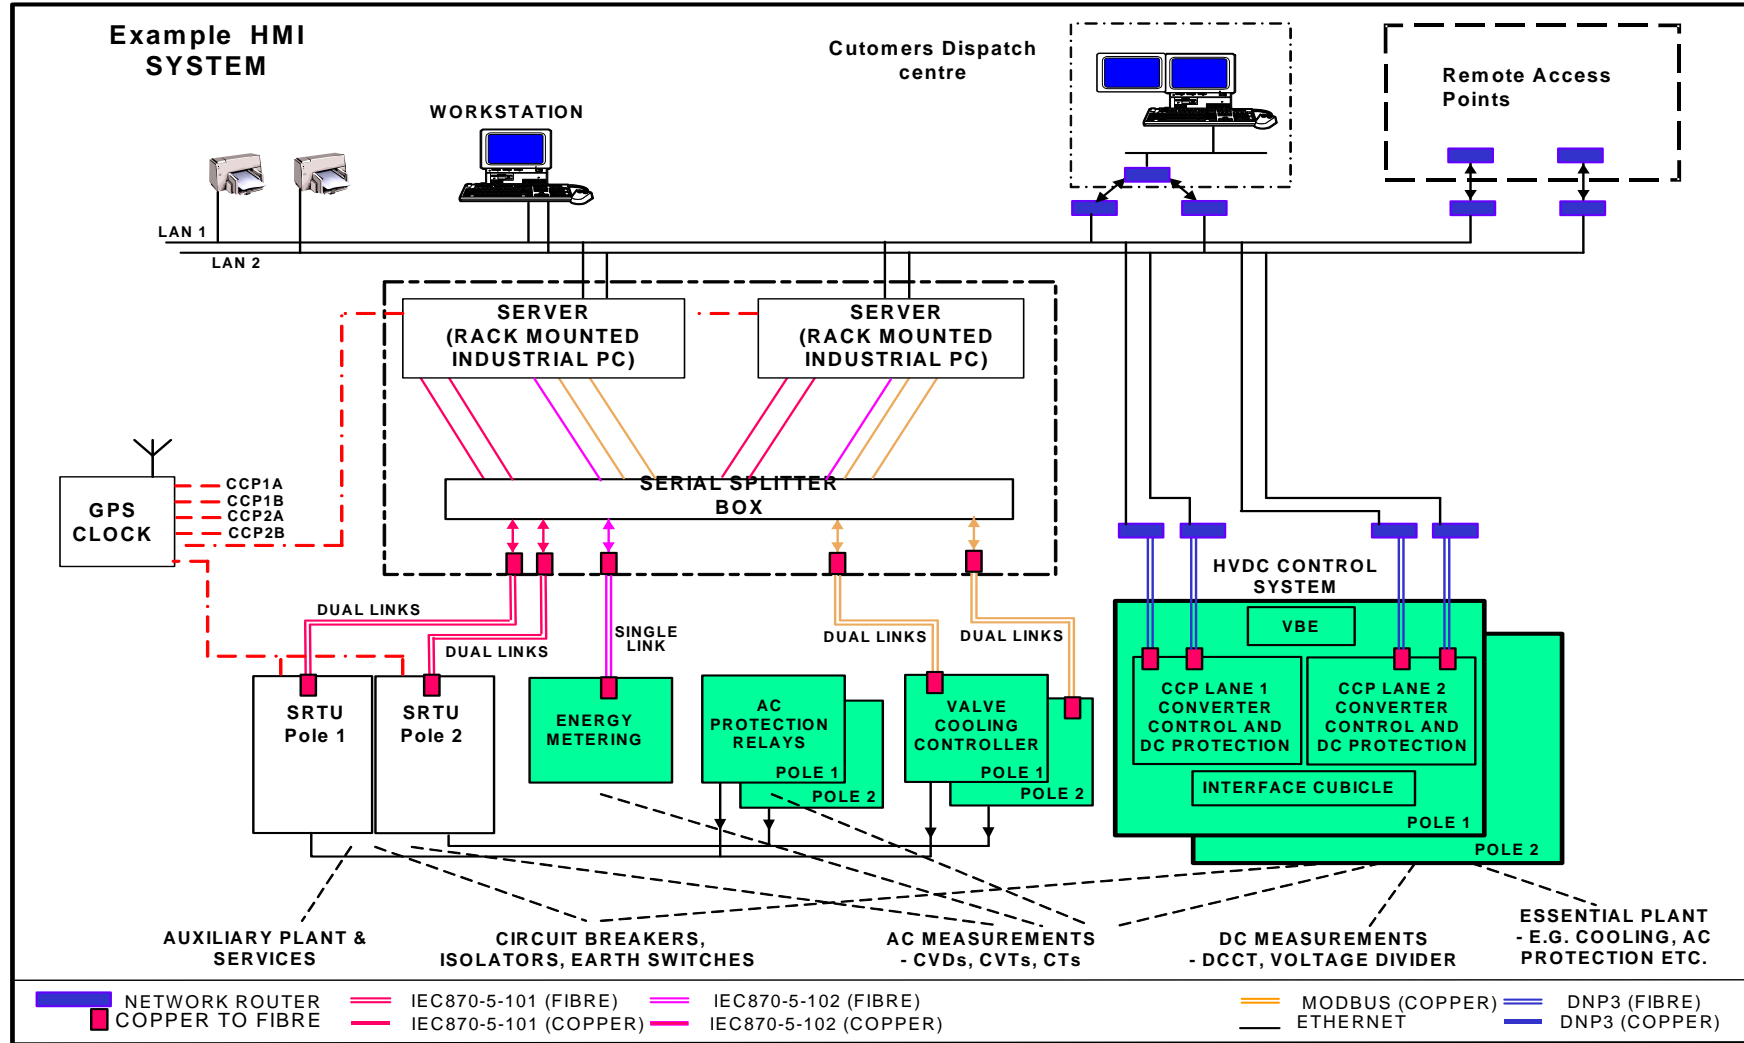 Example HMI
SYSTEM
Cutomers Dispatch
centre
Remote Access
Points
WORKSTATION
LAN 1
LAN 2
SERVER
(RACK MOUNTED
INDUSTRIAL PC)
SERVER
(RACK MOUNTED
INDUSTRIAL PC)
SERIAL SPLITTER
BOX
GPS
CLOCK
CCP1A
CCP1B
CCP2A
CCP2B
HVDC CONTROL
SYSTEM
DUAL LINKS
DUAL LINKS
SINGLE
LINK
DUAL LINKS
DUAL LINKS
VBE
SRTU
Pole 1
SRTU
Pole 2
ENERGY
METERING
AC
PROTECTION
RELAYS
POLE 1
POLE 2
VALVE
COOLING
CONTROLLER
POLE 1
POLE 2
CCP LANE 1
CONVERTER
CONTROL AND
DC PROTECTION
CCP LANE 2
CONVERTER
CONTROL AND
DC PROTECTION
INTERFACE CUBICLE
POLE 1
POLE 2
AUXILIARY PLANT &
SERVICES
CIRCUIT BREAKERS,
ISOLATORS, EARTH SWITCHES
AC MEASUREMENTS
- CVDs, CVTs, CTs
DC MEASUREMENTS
- DCCT, VOLTAGE DIVIDER
ESSENTIAL PLANT
- E.G. COOLING, AC
PROTECTION ETC.
NETWORK ROUTER
COPPER TO FIBRE
IEC870-5-101 (FIBRE)
IEC870-5-101 (COPPER)
IEC870-5-102 (FIBRE)
IEC870-5-102 (COPPER)
MODBUS (COPPER)
ETHERNET
DNP3 (FIBRE)
DNP3 (COPPER)